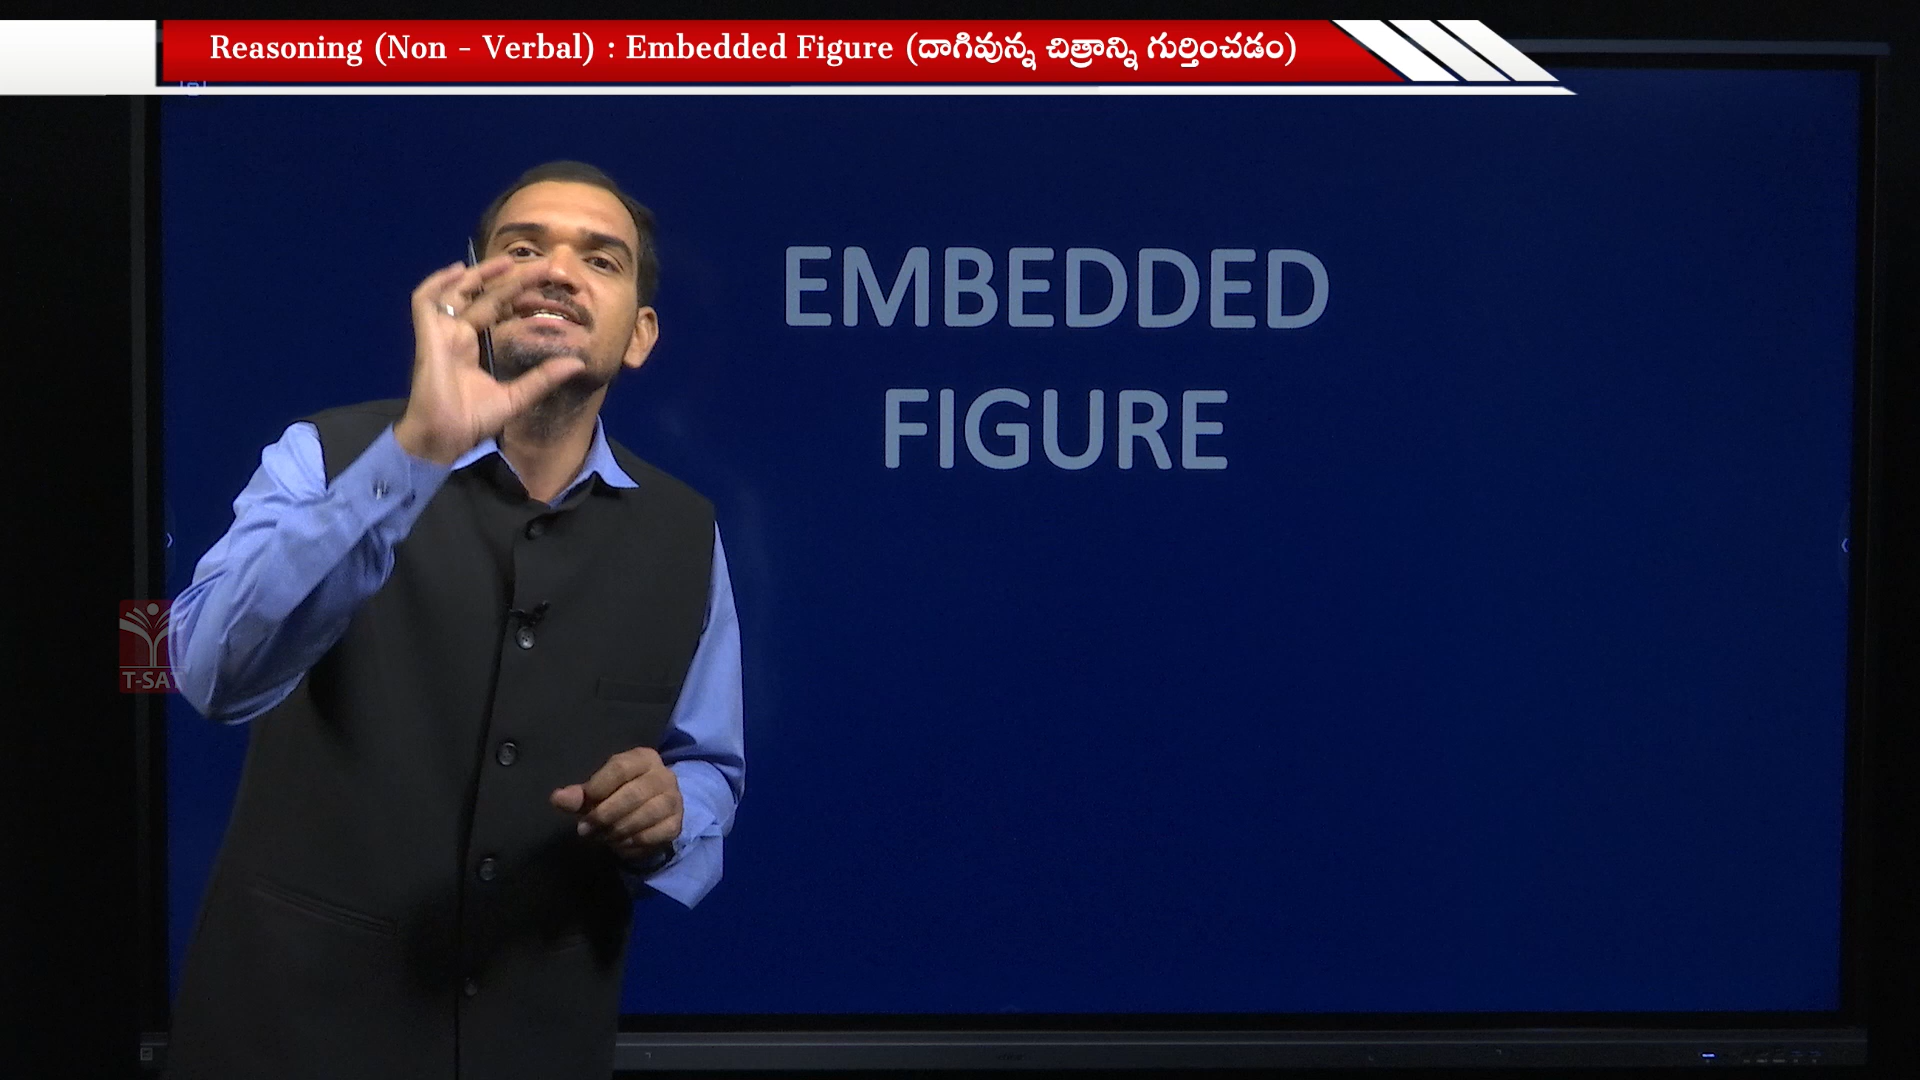 Reasoning (Non - Verbal) : Embedded Figure (దాగివున్న చిత్రాన్ని గుర్తించడం)
EMBEDDED
FIGURE
T-SAT